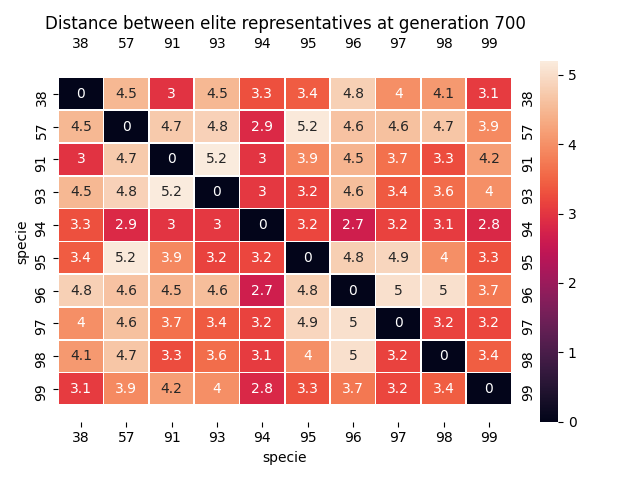 Distance between elite representatives at generation 700
38 57 91 93 94 95 96 97 98 99
38 0 4.5 3 4.5 3.3 3.4 4.8 4 4.1 3.1 38
57 4.5 0 4.7 4.8 2.9 5.2 4.6 4.6 4.7 3.9 57
91 3 4.7 0 5.2 3 3.9 4.5 3.7 3.3 4.2 91
93 4.5 4.8 5.2 0 3 3.2 4.6 3.4 3.6 4 93
94 3.3 2.9 3 3 0 3.2 2.7 3.2 3.1 2.8 94
specie
95 3.4 5.2 3.9 3.2 3.2 0 4.8 4.9 4 3.3 95
96 4.8 4.6 4.5 4.6 2.7 4.8 0 5 5 3.7 96
97 4 4.6 3.7 3.4 3.2 4.9 5 0 3.2 3.2 97
98 4.1 4.7 3.3 3.6 3.1 4 5 3.2 0 3.4 98
99 3.1 3.9 4.2 4 2.8 3.3 3.7 3.2 3.4 0 99
38 57 91 93 94 95 96 97 98 99
specie
5
4
3
2
1
0